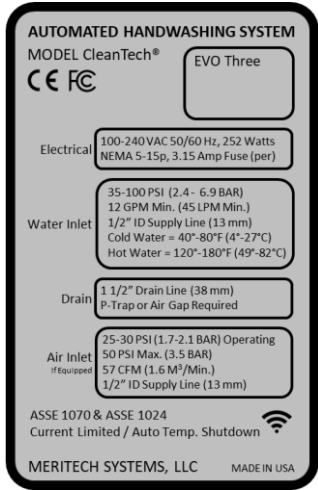 AUTOMATED HANDWASHING SYSTEM
MODEL CleanTech®
EVO Three
CE FC
Electrical
100-240 VAC 50/60 Hz, 252 Watts
NEMA 5-15p, 3.15 Amp Fuse (per)
Water Inlet
35-100 PSI (2.4 - 6.9 BAR)
12 GPM Min. (45 LPM Min.)
1/2” ID Supply Line (13 mm)
Cold Water = 40°-80°F (4°-27°C)
Hot Water = 120°-180°F (49°-82°C)
Drain
1 1/2” Drain Line (38 mm)
P-Trap or Air Gap Required
Air Inlet
If Equipped
25-30 PSI (1.7-2.1 BAR) Operating
50 PSI Max. (3.5 BAR)
57 CFM (1.6 M³/Min.)
1/2” ID Supply Line (13 mm)
ASSE 1070 & ASSE 1024
Current Limited / Auto Temp. Shutdown
MERITECH SYSTEMS, LLC
MADE IN USA